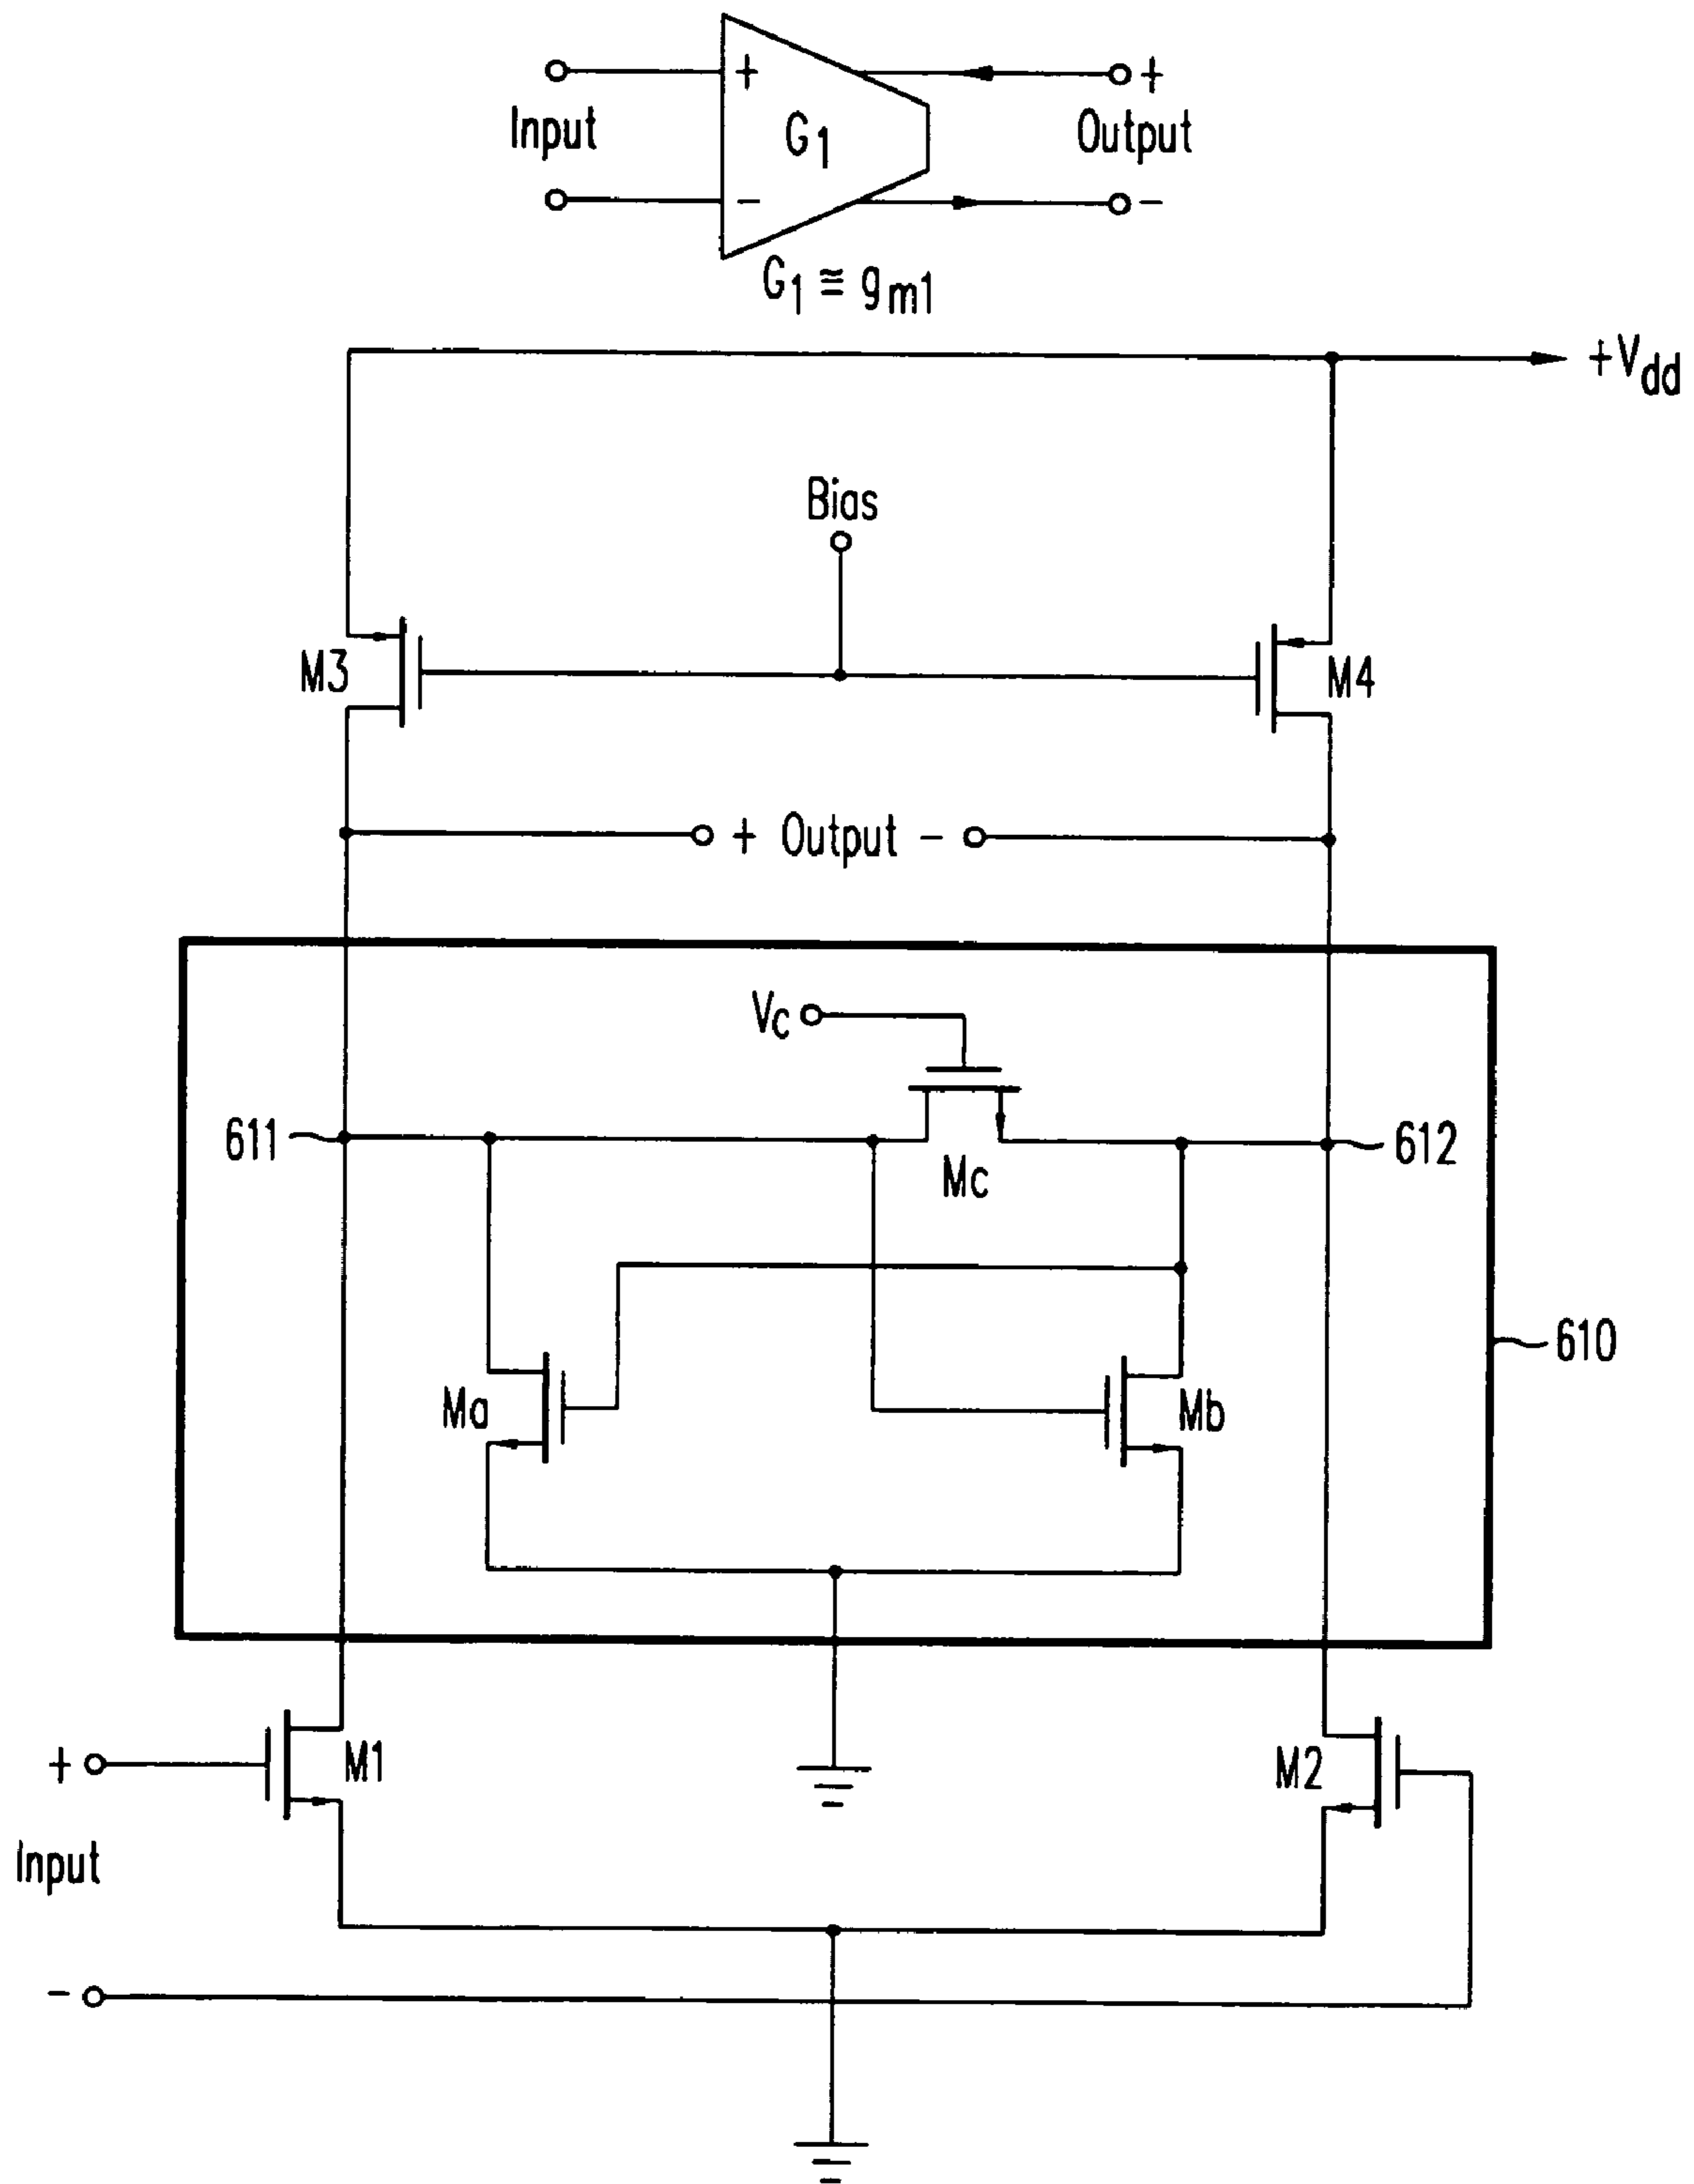 +
+
Input
G1
Output
-
-
G1 ≅ gm1
+Vdd
Bias
M3
M4
+ Output -
Vc
611
Mc
612
610
Ma
Mb
+
M1
M2
Input
-